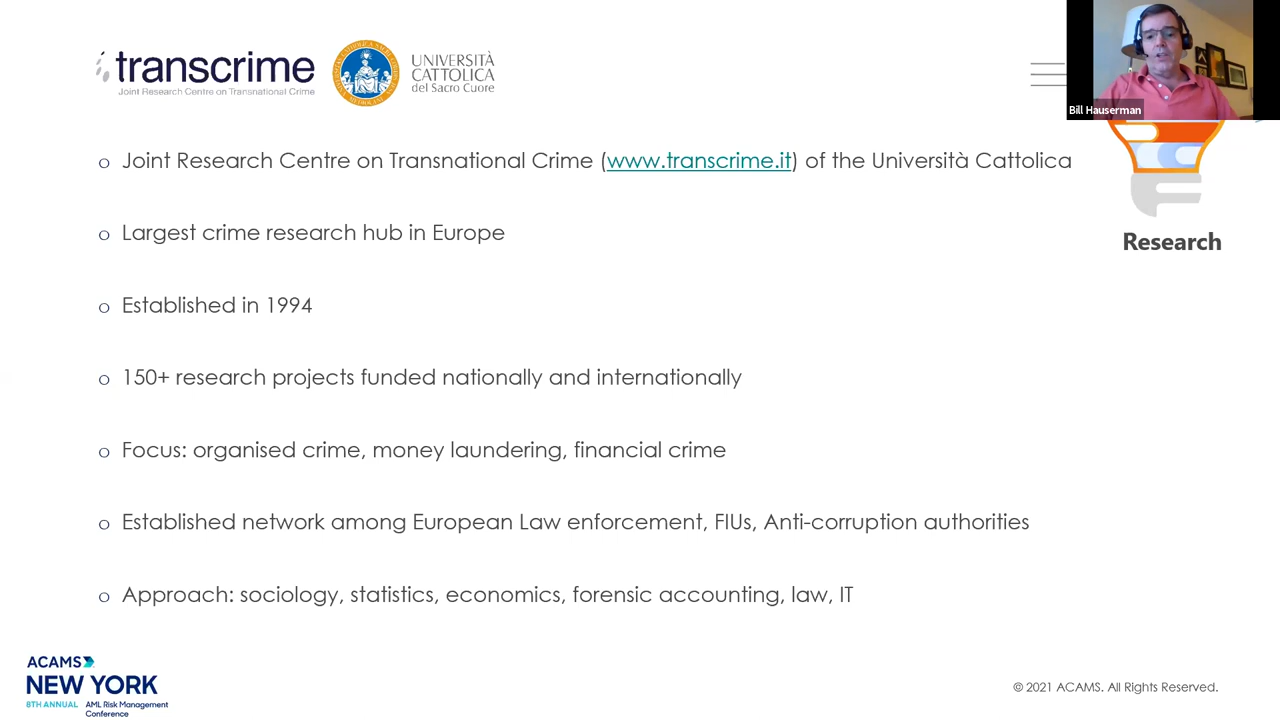 transcrime
Joint Research Centre on Transnational Crime
UNIVERSITÀ
CATTOLICA
del Sacro Cuore
Bill Hauserman
o Joint Research Centre on Transnational Crime (www.transcrime.it) of the Università Cattolica
o Largest crime research hub in Europe
o Established in 1994
o 150+ research projects funded nationally and internationally
o Focus: organised crime, money laundering, financial crime
o Established network among European Law enforcement, FIUs, Anti-corruption authorities
o Approach: sociology, statistics, economics, forensic accounting, law, IT
Research
ACAMS
NEW YORK
8TH ANNUAL AML Risk Management
Conference
© 2021 ACAMS. All Rights Reserved.